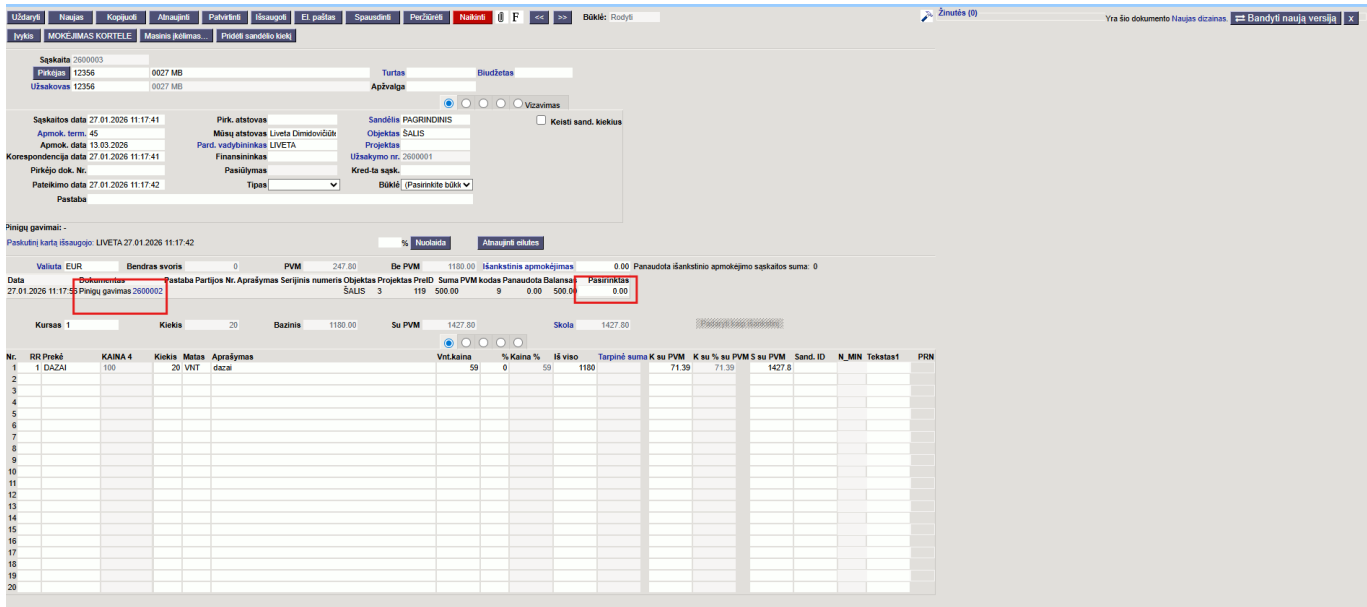 Uždaryti Naujas Kopijuoti Atnaujinti Patvirtinti Išsaugoti El. paštas Spausdinti Peržiūrėti Naikinti F << >> Būklė: Rodyti Žinutės (0) Yra šio dokumento Naujas dizainas. Bandyti naują versiją x
Įvykis MOKĖJIMAS KORTELE Masinis įkėlimas... Pridėti sandėlio kiekį
Sąskaita 2600003
Pirkėjas 12356 0027 MB Turtas Biudžetas
Užsakovas 12356 0027 MB Apžvalga
Vizavimas
Sąskaitos data 27.01.2026 11:17:41 Pirk. atstovas Sandėlis PAGRINDINIS Keisti sand. kiekius
Apmok. term. 45 Mūsų atstovas Liveta Dimidovičiūt Objektas ŠALIS
Apmok. data 13.03.2026 Pard. vadybininkas LIVETA Projektas
Korespondencija data 27.01.2026 11:17:41 Finansininkas Užsakymo nr. 2600001
Pirkėjo dok. Nr. Pasiūlymas Kred-ta sąsk.
Pateikimo data 27.01.2026 11:17:42 Tipas Būklė (Pasirinkite būkl
Pastaba
Pinigų gavimai: -
Paskutinį kartą išsaugojo: LIVETA 27.01.2026 11:17:42 % Nuolaida Atnaujinti eilutes
Valiuta EUR Bendras svoris 0 PVM 247.80 Be PVM 1180.00 Išankstinis apmokėjimas 0.00 Panaudota išankstinio apmokėjimo sąskaitos suma: 0
Data Dokumentas Pastaba Partijos Nr. Aprašymas Serijinis numeris Objektas Projektas PreID Suma PVM kodas Panaudota Balansas Pasirinktas
27.01.2026 11:17:55 Pinigų gavimas 2600002 ŠALIS 3 119 500.00 9 0.00 500.00 0.00
Kursas 1 Kiekis 20 Bazinis 1180.00 Su PVM 1427.80 Skola 1427.80
Nr. RR Prekė KAINA 4 Kiekis Matas Aprašymas Vnt.kaina % Kaina % Iš viso Tarpinė suma K su PVM K su % su PVM S su PVM Sand. ID N_MIN Tekstas1 PRN
1 1 DAZAI 100 20 VNT dazai 59 0 59 1180 71.39 71.39 1427.8
2
3
4
5
6
7
8
9
10
11
12
13
14
15
16
17
18
19
20